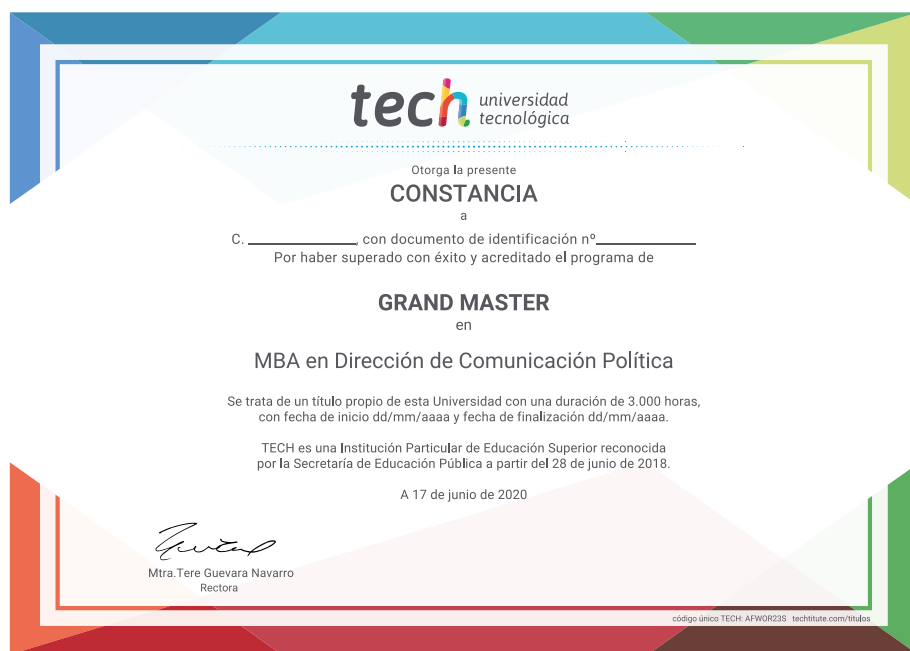 tech universidad
tecnológica
Otorga la presente
CONSTANCIA
a
C. ____________, con documento de identificación nº___________
Por haber superado con éxito y acreditado el programa de
GRAND MASTER
en
MBA en Dirección de Comunicación Política
Se trata de un título propio de esta Universidad con una duración de 3.000 horas,
con fecha de inicio dd/mm/aaaa y fecha de finalización dd/mm/aaaa.
TECH es una Institución Particular de Educación Superior reconocida
por la Secretaría de Educación Pública a partir del 28 de junio de 2018.
A 17 de junio de 2020
Mtra.Tere Guevara Navarro
Rectora
código único TECH: AFWOR23S techtitute.com/titulos